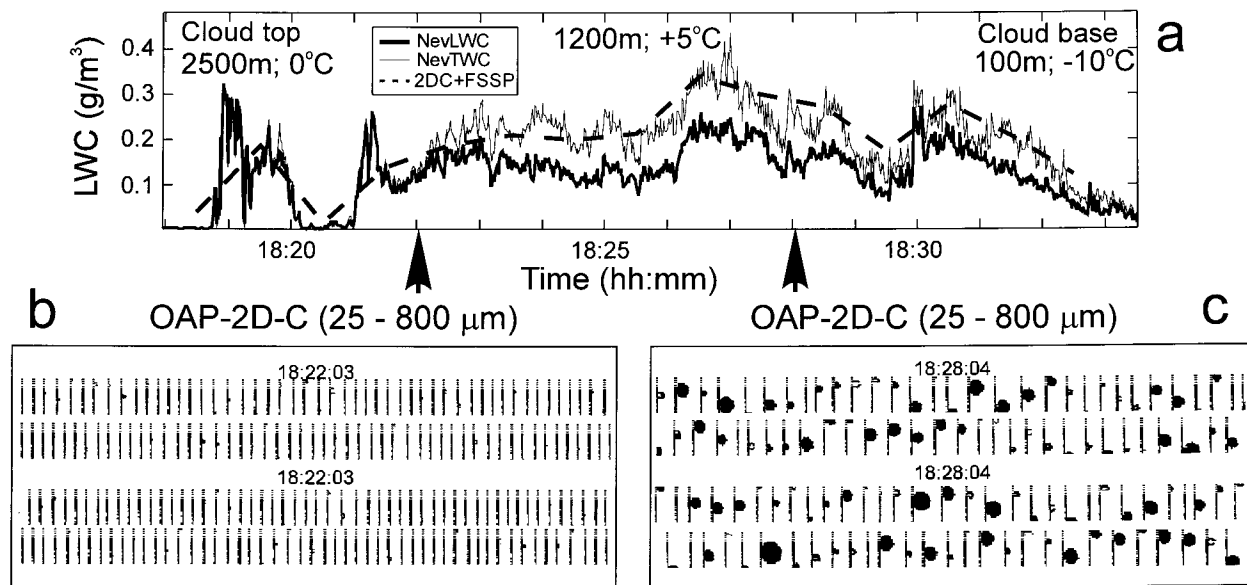 a
Cloud top
2500m; 0°C
NevLWC
NevTWC
2DC+FSSP
1200m; +5°C
Cloud base
100m; -10°C
LWC (g/m³)
0.4
0.3
0.2
0.1
18:20
18:25
18:30
Time (hh:mm)
b
OAP-2D-C (25 - 800 μm)
OAP-2D-C (25 - 800 μm)
c
18:22:03
18:22:03
18:28:04
18:28:04